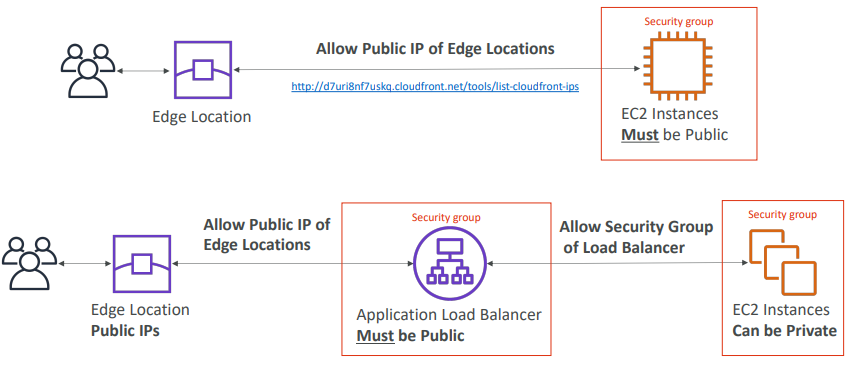 Security group
Allow Public IP of Edge Locations
http://d7uri8nf7uskq.cloudfront.net/tools/list-cloudfront-ips
Edge Location
EC2 Instances
Must be Public
Allow Public IP of
Edge Locations
Security group
Allow Security Group
of Load Balancer
Security group
Edge Location
Public IPs
Application Load Balancer
Must be Public
EC2 Instances
Can be Private